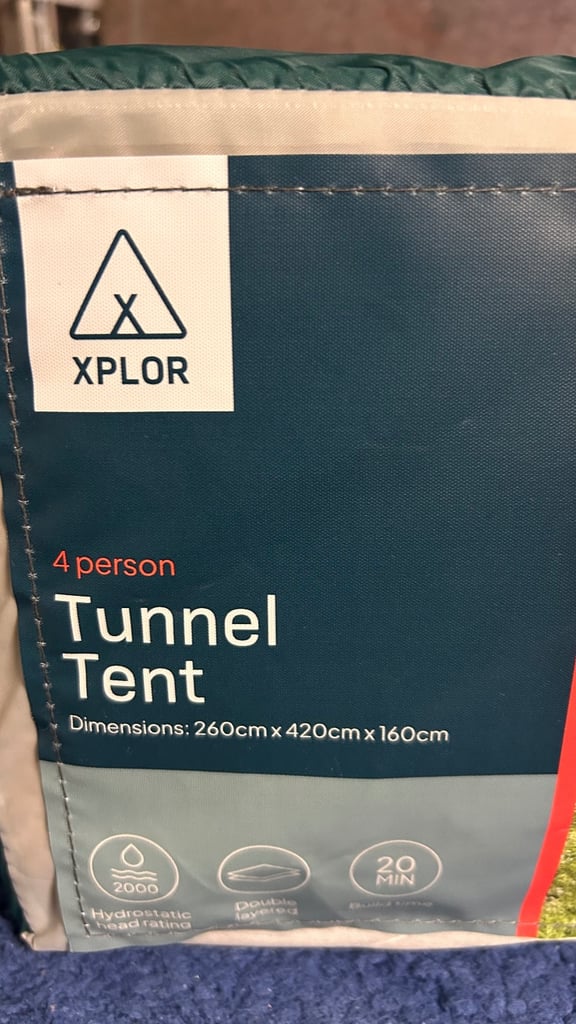 X
XPLOR
4 person
Tunnel
Tent
Dimensions: 260cm x 420cm x 160cm
2000
20
MIN
Hydrostatic
head rating
Double
layered
Build time